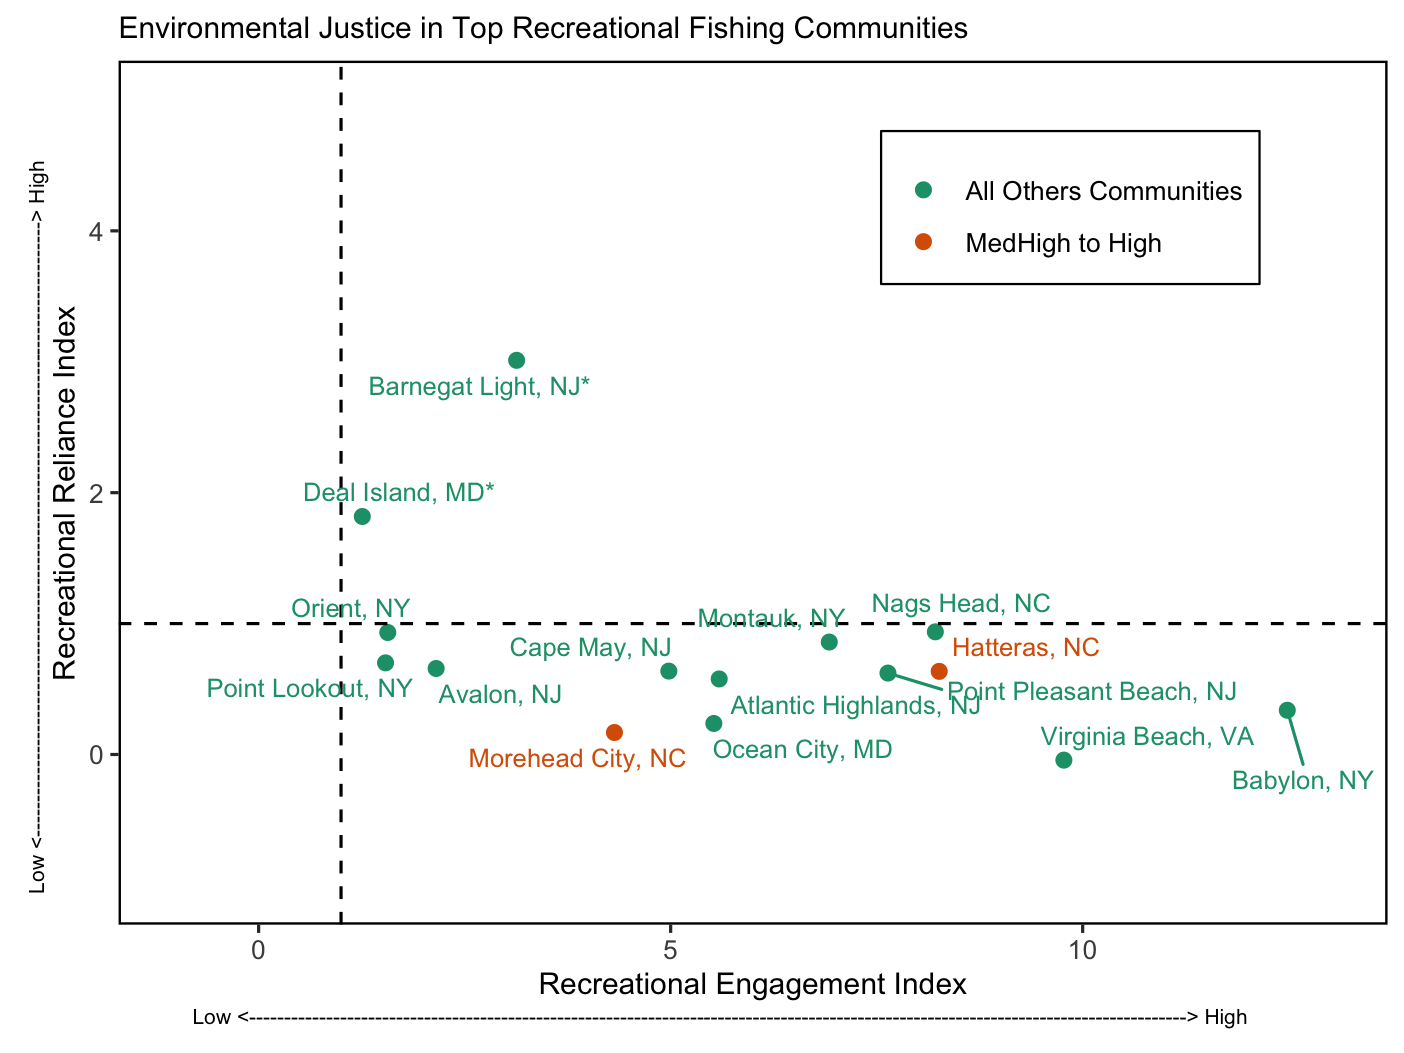 Environmental Justice in Top Recreational Fishing Communities
All Others Communities
MedHigh to High
Low <-----------------------------------------------------------------------------------> High
Recreational Reliance Index
4
2
0
Barnegat Light, NJ*
Deal Island, MD*
Orient, NY
Nags Head, NC
Montauk, NY
Cape May, NJ
Hatteras, NC
Point Lookout, NY
Avalon, NJ
Point Pleasant Beach, NJ
Atlantic Highlands, NJ
Virginia Beach, VA
Ocean City, MD
Morehead City, NC
Babylon, NY
0
5
10
Recreational Engagement Index
Low <--------------------------------------------------------------------------------------------------------------------------------------> High